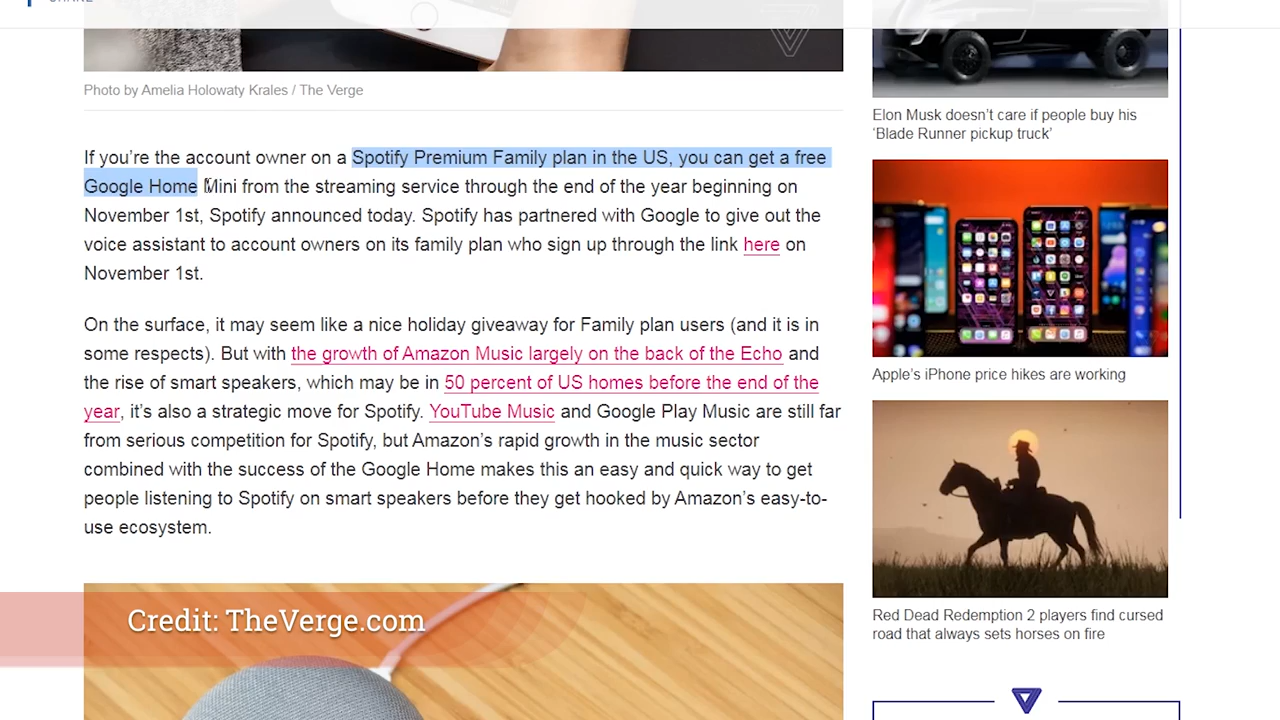 Photo by Amelia Holowaty Krales / The Verge
If you’re the account owner on a Spotify Premium Family plan in the US, you can get a free
Google Home Mini from the streaming service through the end of the year beginning on
November 1st, Spotify announced today. Spotify has partnered with Google to give out the
voice assistant to account owners on its family plan who sign up through the link here on
November 1st.
On the surface, it may seem like a nice holiday giveaway for Family plan users (and it is in
some respects). But with the growth of Amazon Music largely on the back of the Echo and
the rise of smart speakers, which may be in 50 percent of US homes before the end of the
year, it’s also a strategic move for Spotify. YouTube Music and Google Play Music are still far
from serious competition for Spotify, but Amazon’s rapid growth in the music sector
combined with the success of the Google Home makes this an easy and quick way to get
people listening to Spotify on smart speakers before they get hooked by Amazon’s easy-to-
use ecosystem.
Credit: TheVerge.com
Elon Musk doesn’t care if people buy his
‘Blade Runner pickup truck’
Apple’s iPhone price hikes are working
Red Dead Redemption 2 players find cursed
road that always sets horses on fire